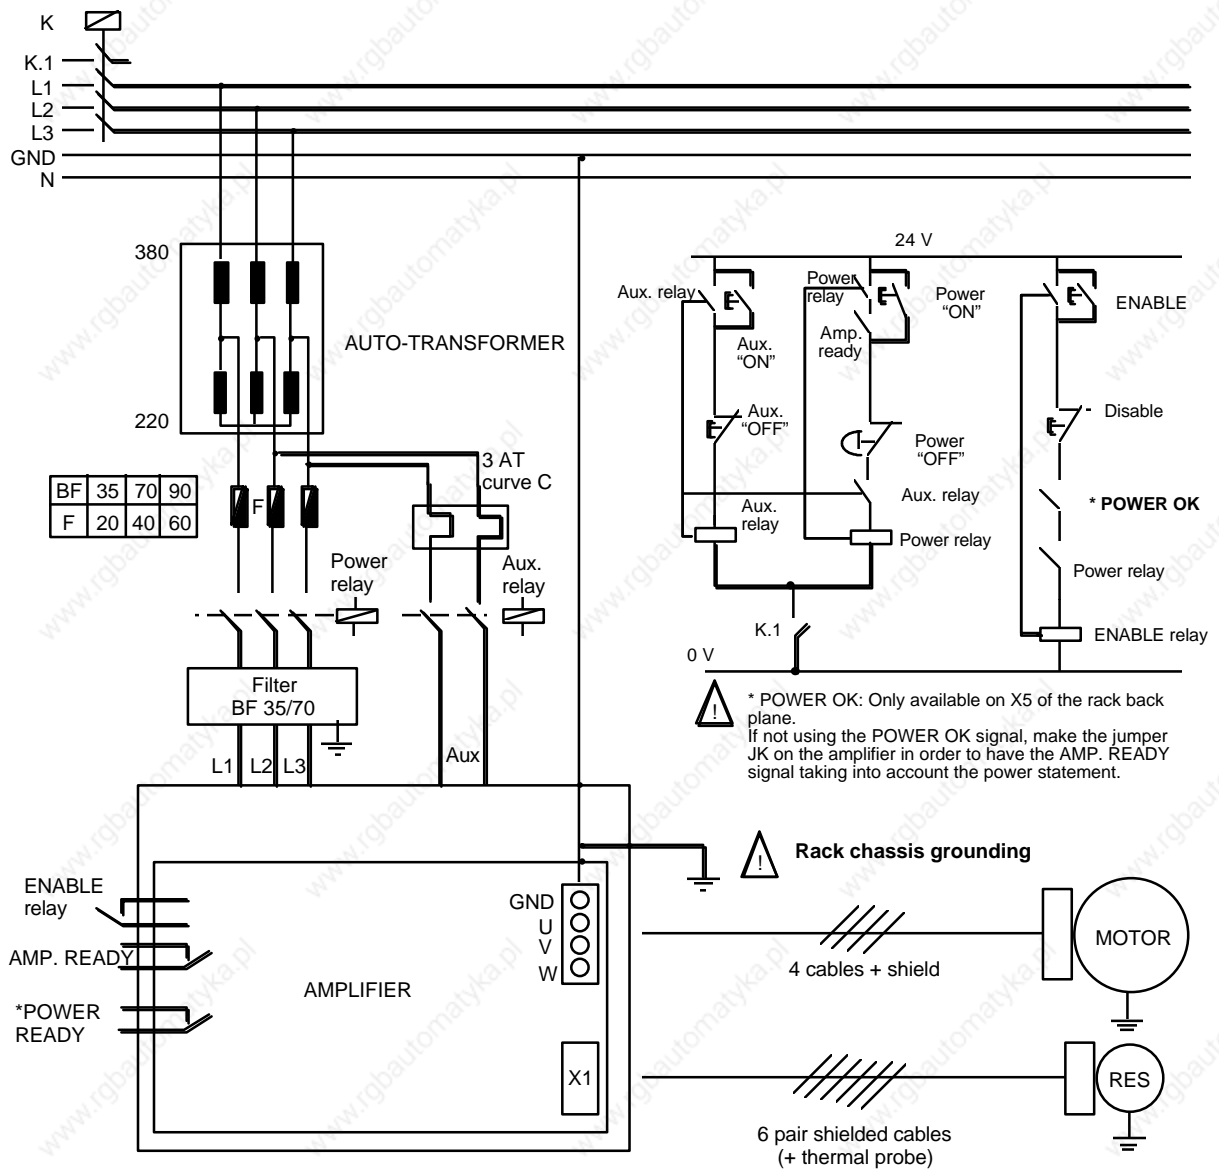 K
K.1
L1
L2
L3
GND
N
380
220
AUTO-TRANSFORMER
3 AT
curve C
BF 35 70 90
F 20 40 60
F
Power
relay
Aux.
relay
Filter
BF 35/70
L1 L2 L3
Aux
24 V
Aux. relay
Aux.
“ON”
Aux.
“OFF”
Aux.
relay
Power
relay
Amp.
ready
Power
“ON”
Power
“OFF”
Aux. relay
Power relay
ENABLE
Disable
* POWER OK
Power relay
ENABLE relay
K.1
0 V
!
* POWER OK: Only available on X5 of the rack back
plane.
If not using the POWER OK signal, make the jumper
JK on the amplifier in order to have the AMP. READY
signal taking into account the power statement.
!
Rack chassis grounding
ENABLE
relay
AMP. READY
*POWER
READY
AMPLIFIER
GND
U
V
W
X1
4 cables + shield
MOTOR
6 pair shielded cables
(+ thermal probe)
RES
www.rgbautomatyka.pl